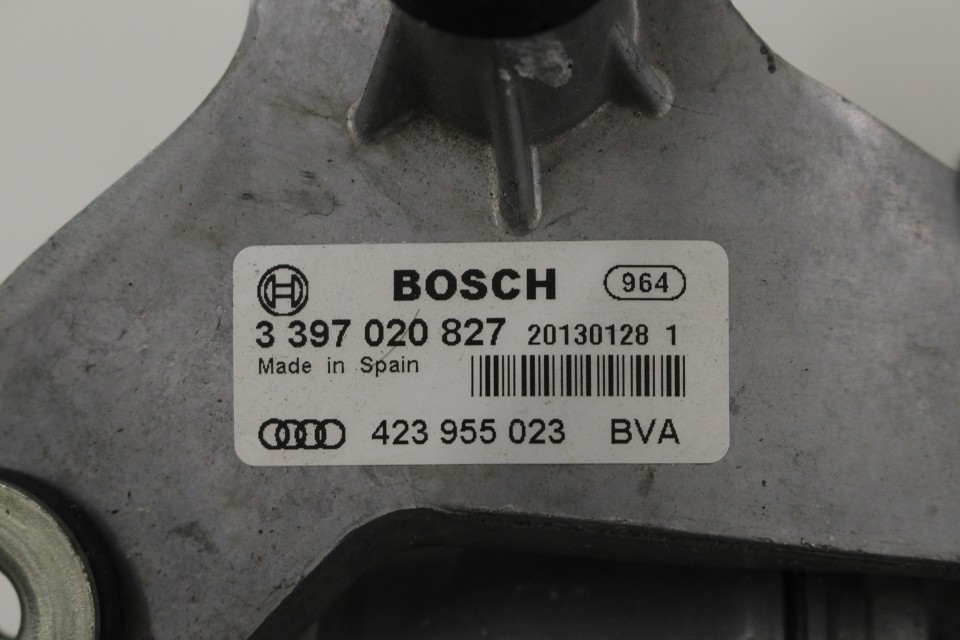 BOSCH 964
3 397 020 827 20130128 1
Made in Spain
423 955 023 BVA